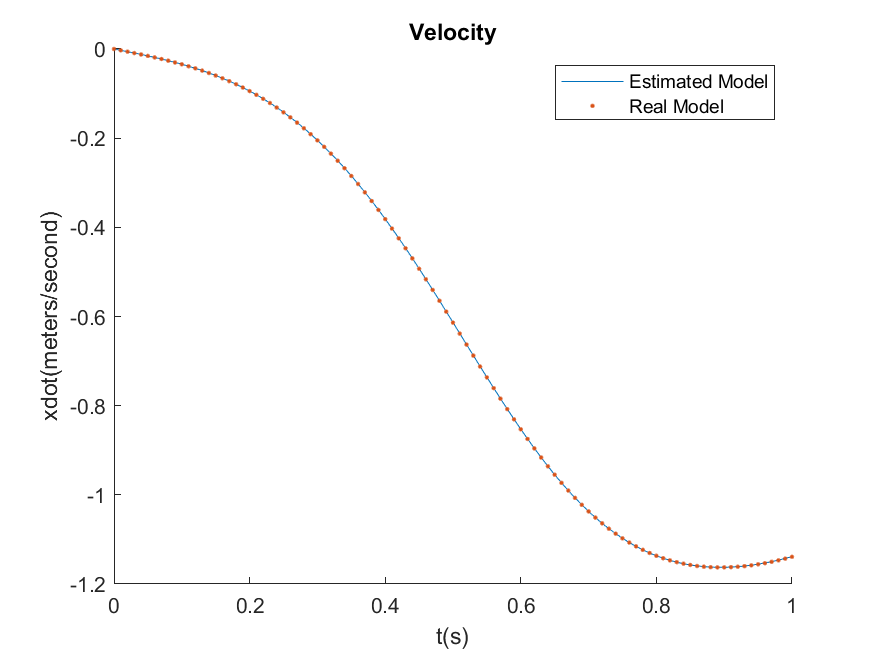 Velocity
Estimated Model
Real Model
0
-0.2
-0.4
-0.6
-0.8
-1
-1.2
xdot(meters/second)
0 0.2 0.4 0.6 0.8 1
t(s)